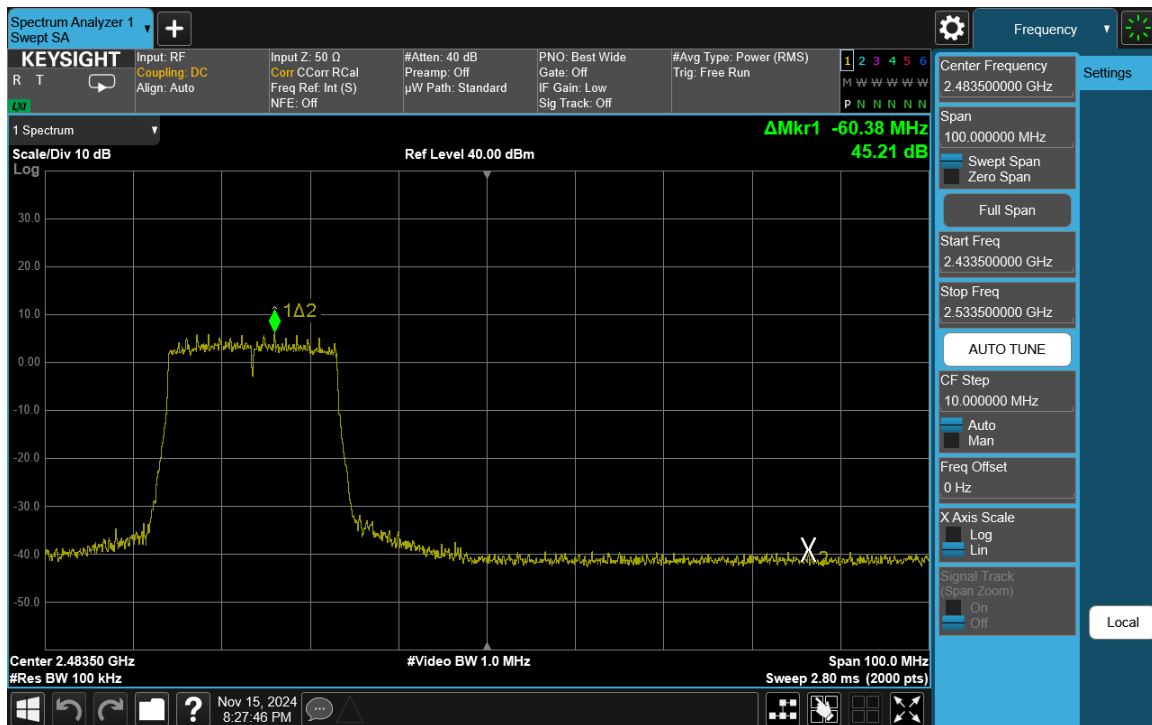 Spectrum Analyzer 1
Swept SA
+
Frequency
KEYSIGHT
R T
LXI
Input: RF
Coupling: DC
Align: Auto
Input Z: 50 Ω
Corr CCorr RCal
Freq Ref: Int (S)
NFE: Off
#Atten: 40 dB
Preamp: Off
µW Path: Standard
PNO: Best Wide
Gate: Off
IF Gain: Low
Sig Track: Off
#Avg Type: Power (RMS)
Trig: Free Run
1 2 3 4 5 6
M W W W W W
P N N N N N
1 Spectrum
Scale/Div 10 dB
Log
Ref Level 40.00 dBm
ΔMkr1 -60.38 MHz
45.21 dB
30.0
20.0
10.0
0.00
-10.0
-20.0
-30.0
-40.0
-50.0
1Δ2
X2
Center 2.48350 GHz
#Res BW 100 kHz
#Video BW 1.0 MHz
Span 100.0 MHz
Sweep 2.80 ms (2000 pts)
Center Frequency
2.483500000 GHz
Settings
Span
100.000000 MHz
Swept Span
Zero Span
Full Span
Start Freq
2.433500000 GHz
Stop Freq
2.533500000 GHz
AUTO TUNE
CF Step
10.000000 MHz
Auto
Man
Freq Offset
0 Hz
X Axis Scale
Log
Lin
Signal Track
(Span Zoom)
On
Off
Local
?
Nov 15, 2024
8:27:46 PM